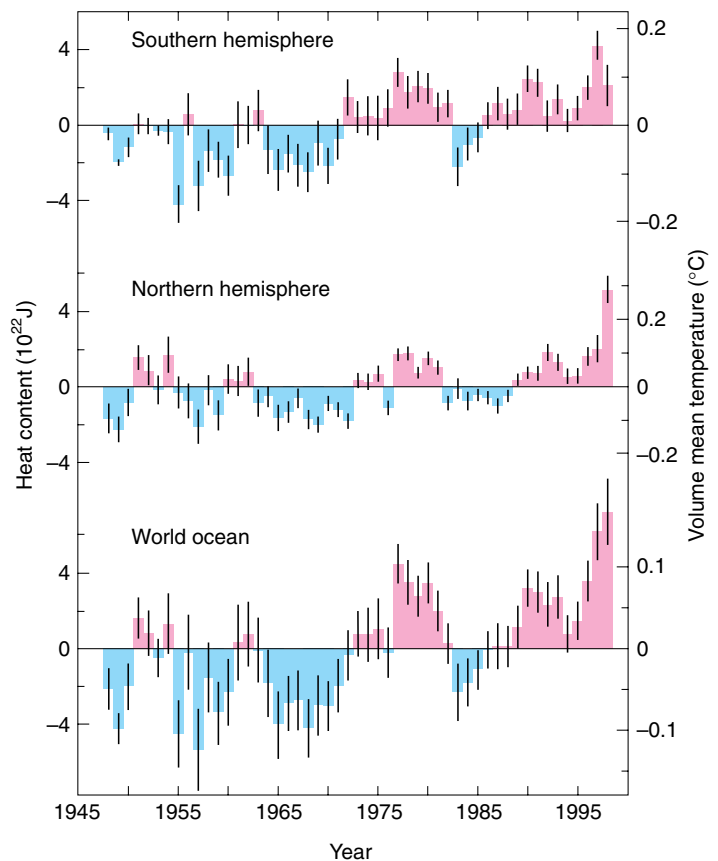 Southern hemisphere
4
0
−4
0.2
0
−0.2
Northern hemisphere
4
0
−4
0.2
0
−0.2
World ocean
4
0
−4
0.1
0
−0.1
Heat content (10²²J)
Volume mean temperature (°C)
1945 1955 1965 1975 1985 1995
Year